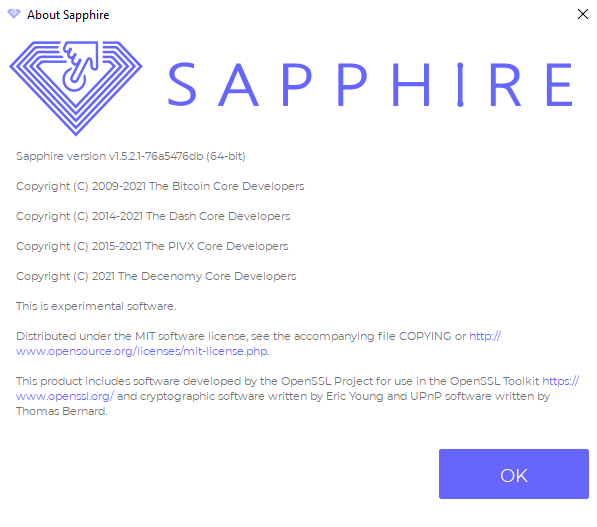 About Sapphire
SAPPHIRE
Sapphire version v1.5.2.1-76a5476db (64-bit)
Copyright (C) 2009-2021 The Bitcoin Core Developers
Copyright (C) 2014-2021 The Dash Core Developers
Copyright (C) 2015-2021 The PIVX Core Developers
Copyright (C) 2021 The Decenomy Core Developers
This is experimental software.
Distributed under the MIT software license, see the accompanying file COPYING or http://
www.opensource.org/licenses/mit-license.php.
This product includes software developed by the OpenSSL Project for use in the OpenSSL Toolkit https://
www.openssl.org/ and cryptographic software written by Eric Young and UPnP software written by
Thomas Bernard.
OK